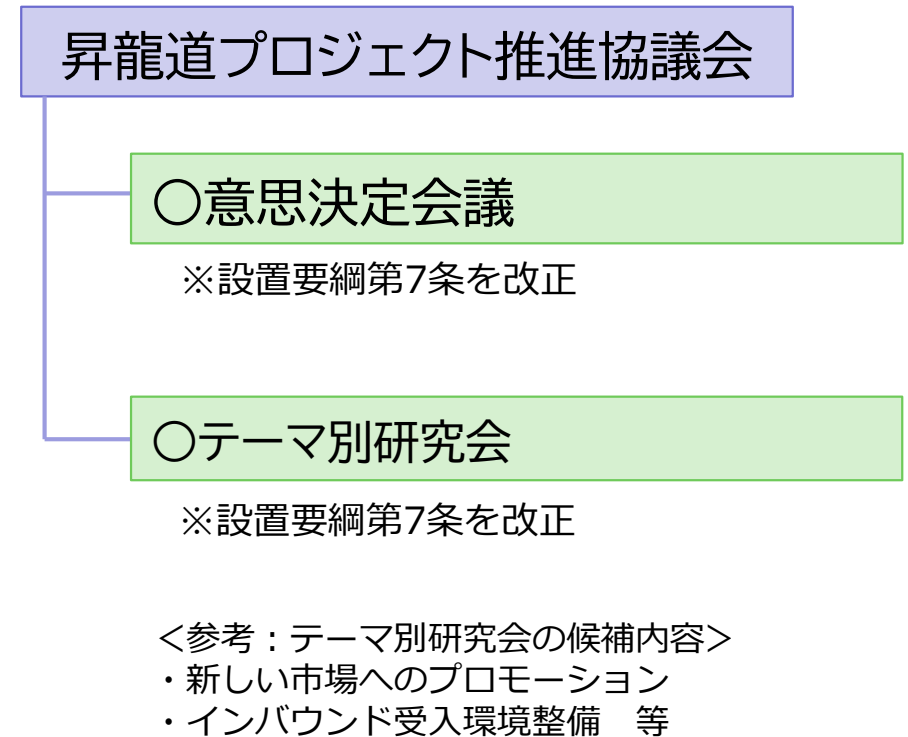 昇龍道プロジェクト推進協議会
〇意思決定会議
※設置要綱第7条を改正
〇テーマ別研究会
※設置要綱第7条を改正
＜参考：テーマ別研究会の候補内容＞
・新しい市場へのプロモーション
・インバウンド受入環境整備　等